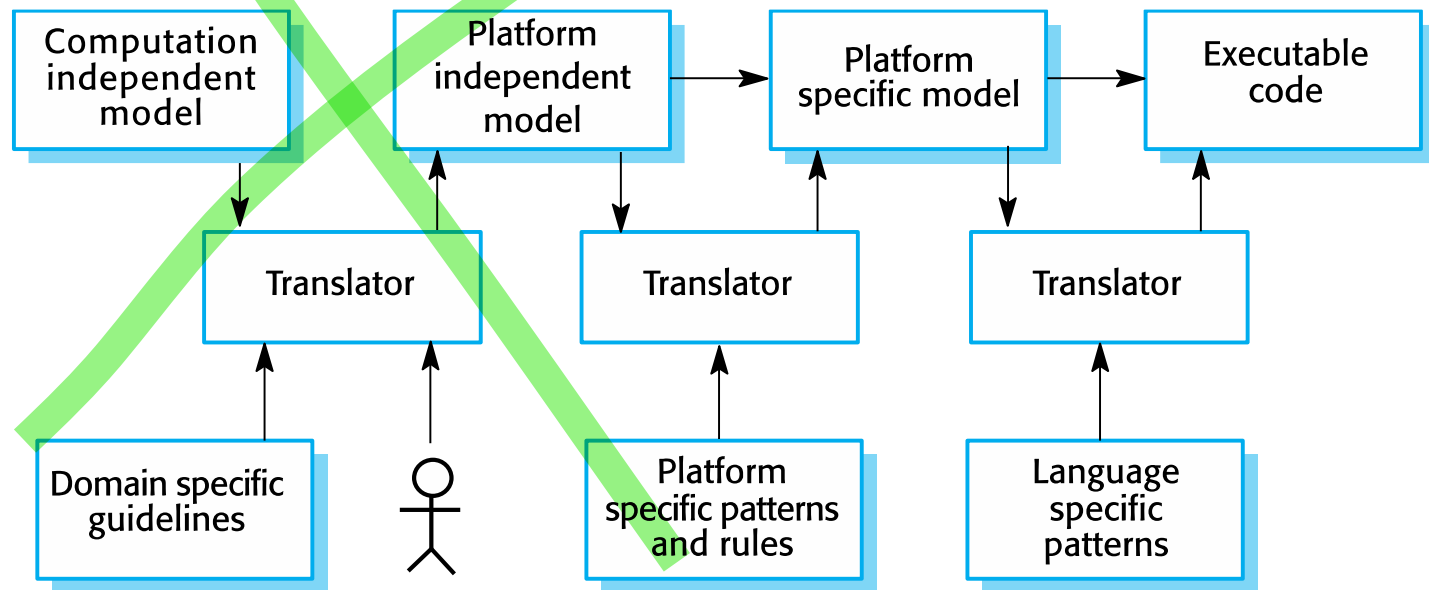 Computation
independent
model
Platform
independent
model
Platform
specific model
Executable
code
Translator
Translator
Translator
Domain specific
guidelines
Platform
specific patterns
and rules
Language
specific
patterns